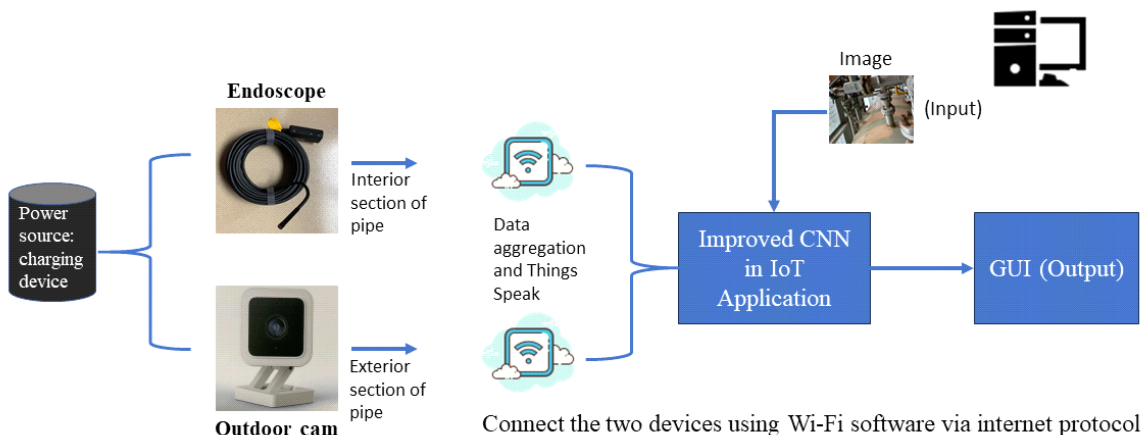 Power
source:
charging
device
Endoscope
Interior
section of
pipe
Exterior
section of
pipe
Outdoor cam
Data
aggregation
and Things
Speak
Image
(Input)
Improved CNN
in IoT
Application
GUI (Output)
Connect the two devices using Wi-Fi software via internet protocol